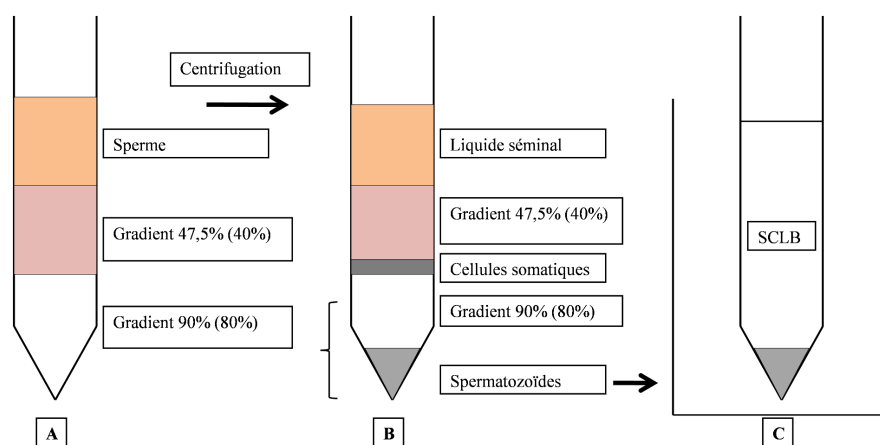 Centrifugation
Sperme
Gradient 47,5% (40%)
Gradient 90% (80%)
A
Liquide séminal
Gradient 47,5% (40%)
Cellules somatiques
Gradient 90% (80%)
Spermatozoïdes
B
SCLB
C